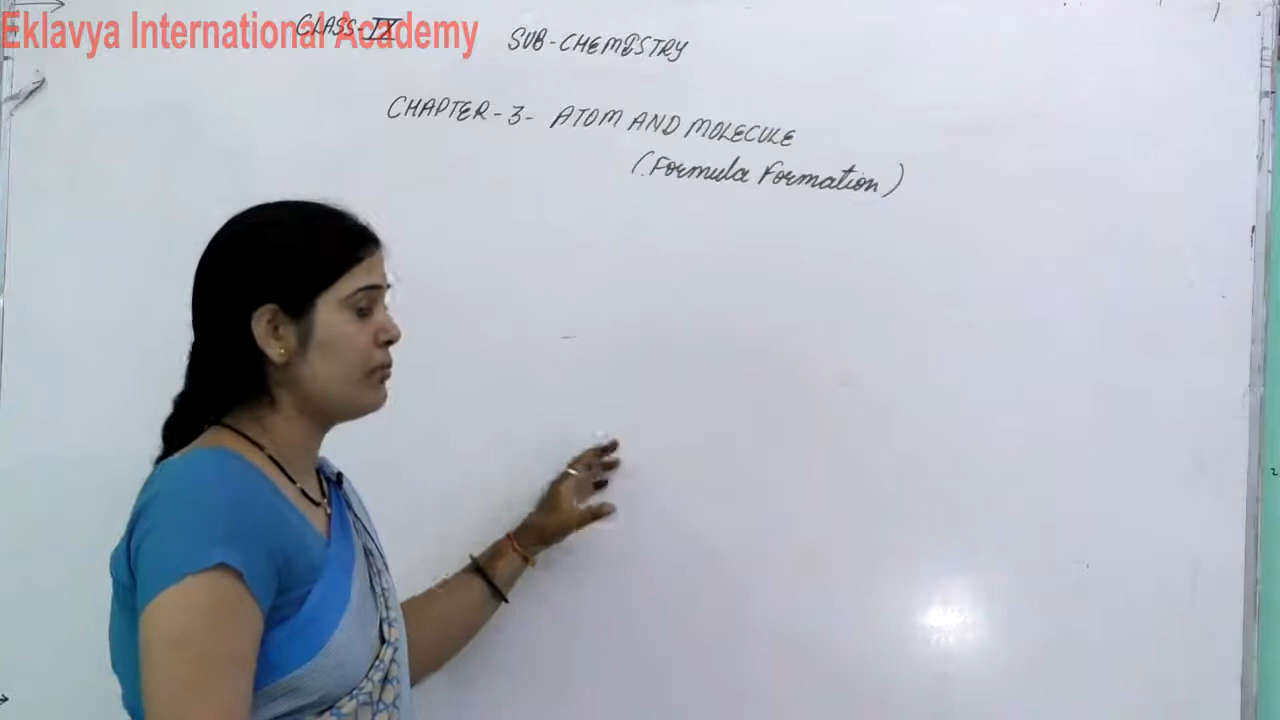 Eklavya International Academy
CLASS-IX
SUB-CHEMISTRY
CHAPTER-3- ATOM AND MOLECULE
(Formula Formation)